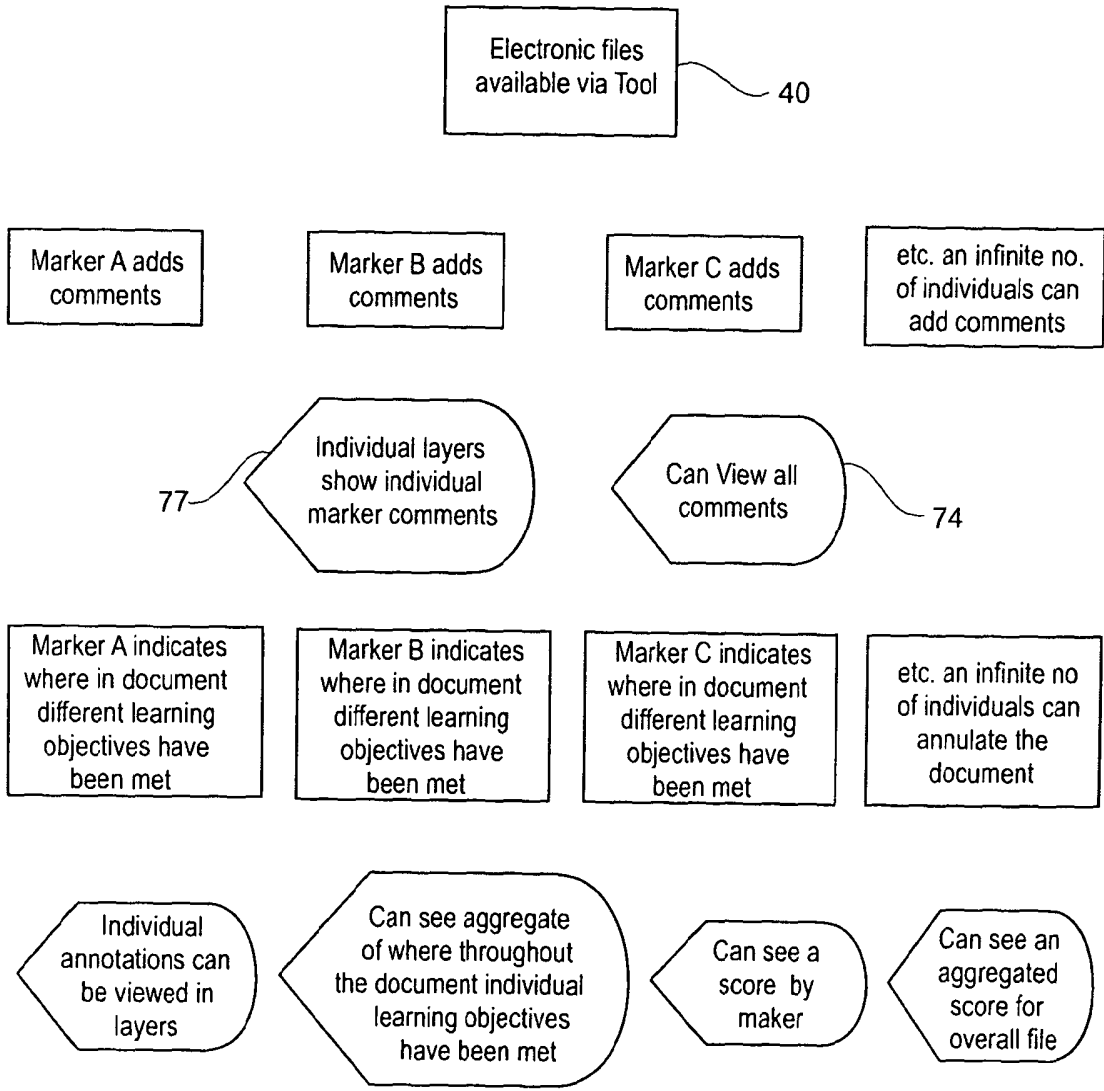 Electronic files
available via Tool
40
Marker A adds
comments
Marker B adds
comments
Marker C adds
comments
etc. an infinite no.
of individuals can
add comments
77
Individual layers
show individual
marker comments
Can View all
comments
74
Marker A indicates
where in document
different learning
objectives have
been met
Marker B indicates
where in document
different learning
objectives have
been met
Marker C indicates
where in document
different learning
objectives have
been met
etc. an infinite no
of individuals can
annulate the
document
Individual
annotations can
be viewed in
layers
Can see aggregate
of where throughout
the document individual
learning objectives
have been met
Can see a
score by
maker
Can see an
aggregated
score for
overall file